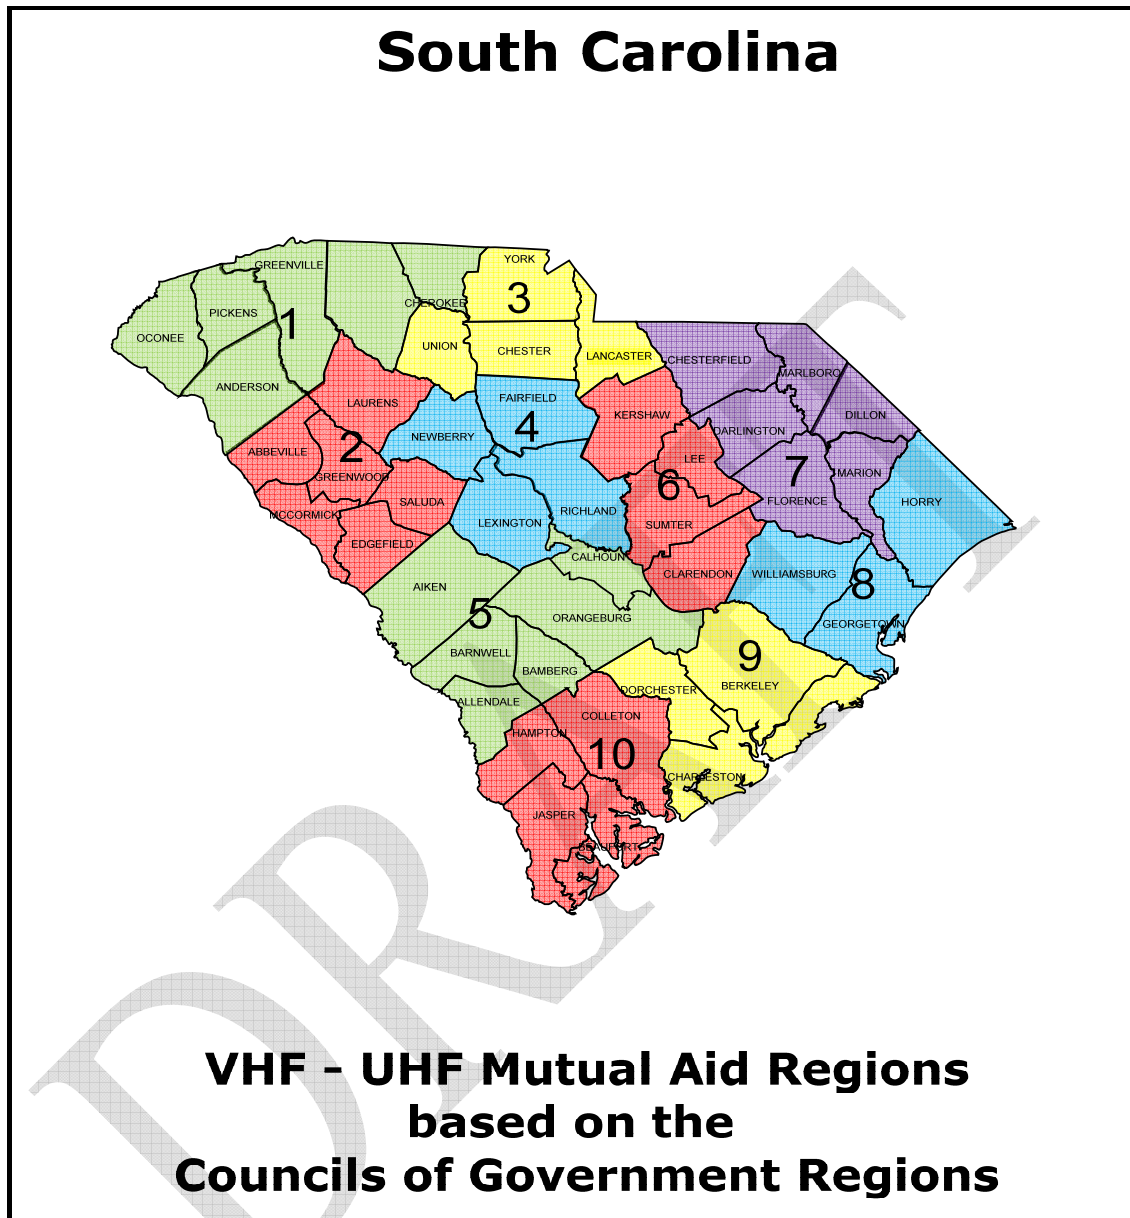 South Carolina
YORK
GREENVILLE
3
CHEROKEE
PICKENS
1
OCONEE
UNION
CHESTER
LANCASTER
CHESTERFIELD
MARLBORO
ANDERSON
FAIRFIELD
LAURENS
KERSHAW
DILLON
4
NEWBERRY
DARLINGTON
2
ABBEVILLE
LEE
7
MARION
GREENWOOD
6
SALUDA
FLORENCE
HORRY
MCCORMICK
RICHLAND
LEXINGTON
SUMTER
EDGEFIELD
CALHOUN
CLARENDON
WILLIAMSBURG
8
AIKEN
5
ORANGEBURG
GEORGETOWN
BARNWELL
9
BAMBERG
BERKELEY
DORCHESTER
ALLENDALE
COLLETON
HAMPTON
10
CHARLESTON
JASPER
BEAUFORT
DRAFT
VHF - UHF Mutual Aid Regions
based on the
Councils of Government Regions